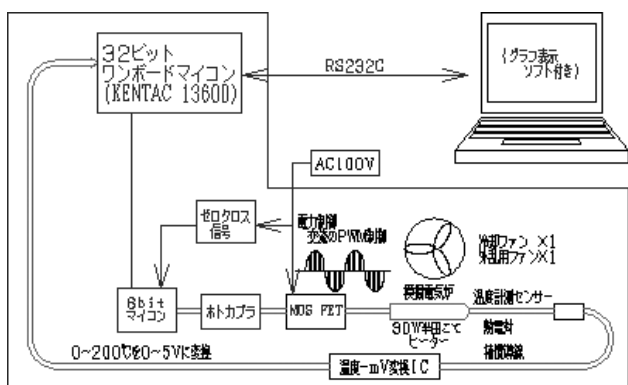 32ビット
ワンボードマイコン
(KENTAC 1360D)
RS232C
(グラフ表示
ソフト付き)
AC100V
ゼロクロス
信号
電力制御
交流のPWM制御
冷却ファン ×1
外乱用ファン×1
模擬電気炉
温度計測センサー
マイコン
ホトカプラ
MOS FET
30W半田こて
ヒーター
熱電対
補償導線
0~200℃を0~5Vに変換
温度-mV変換IC